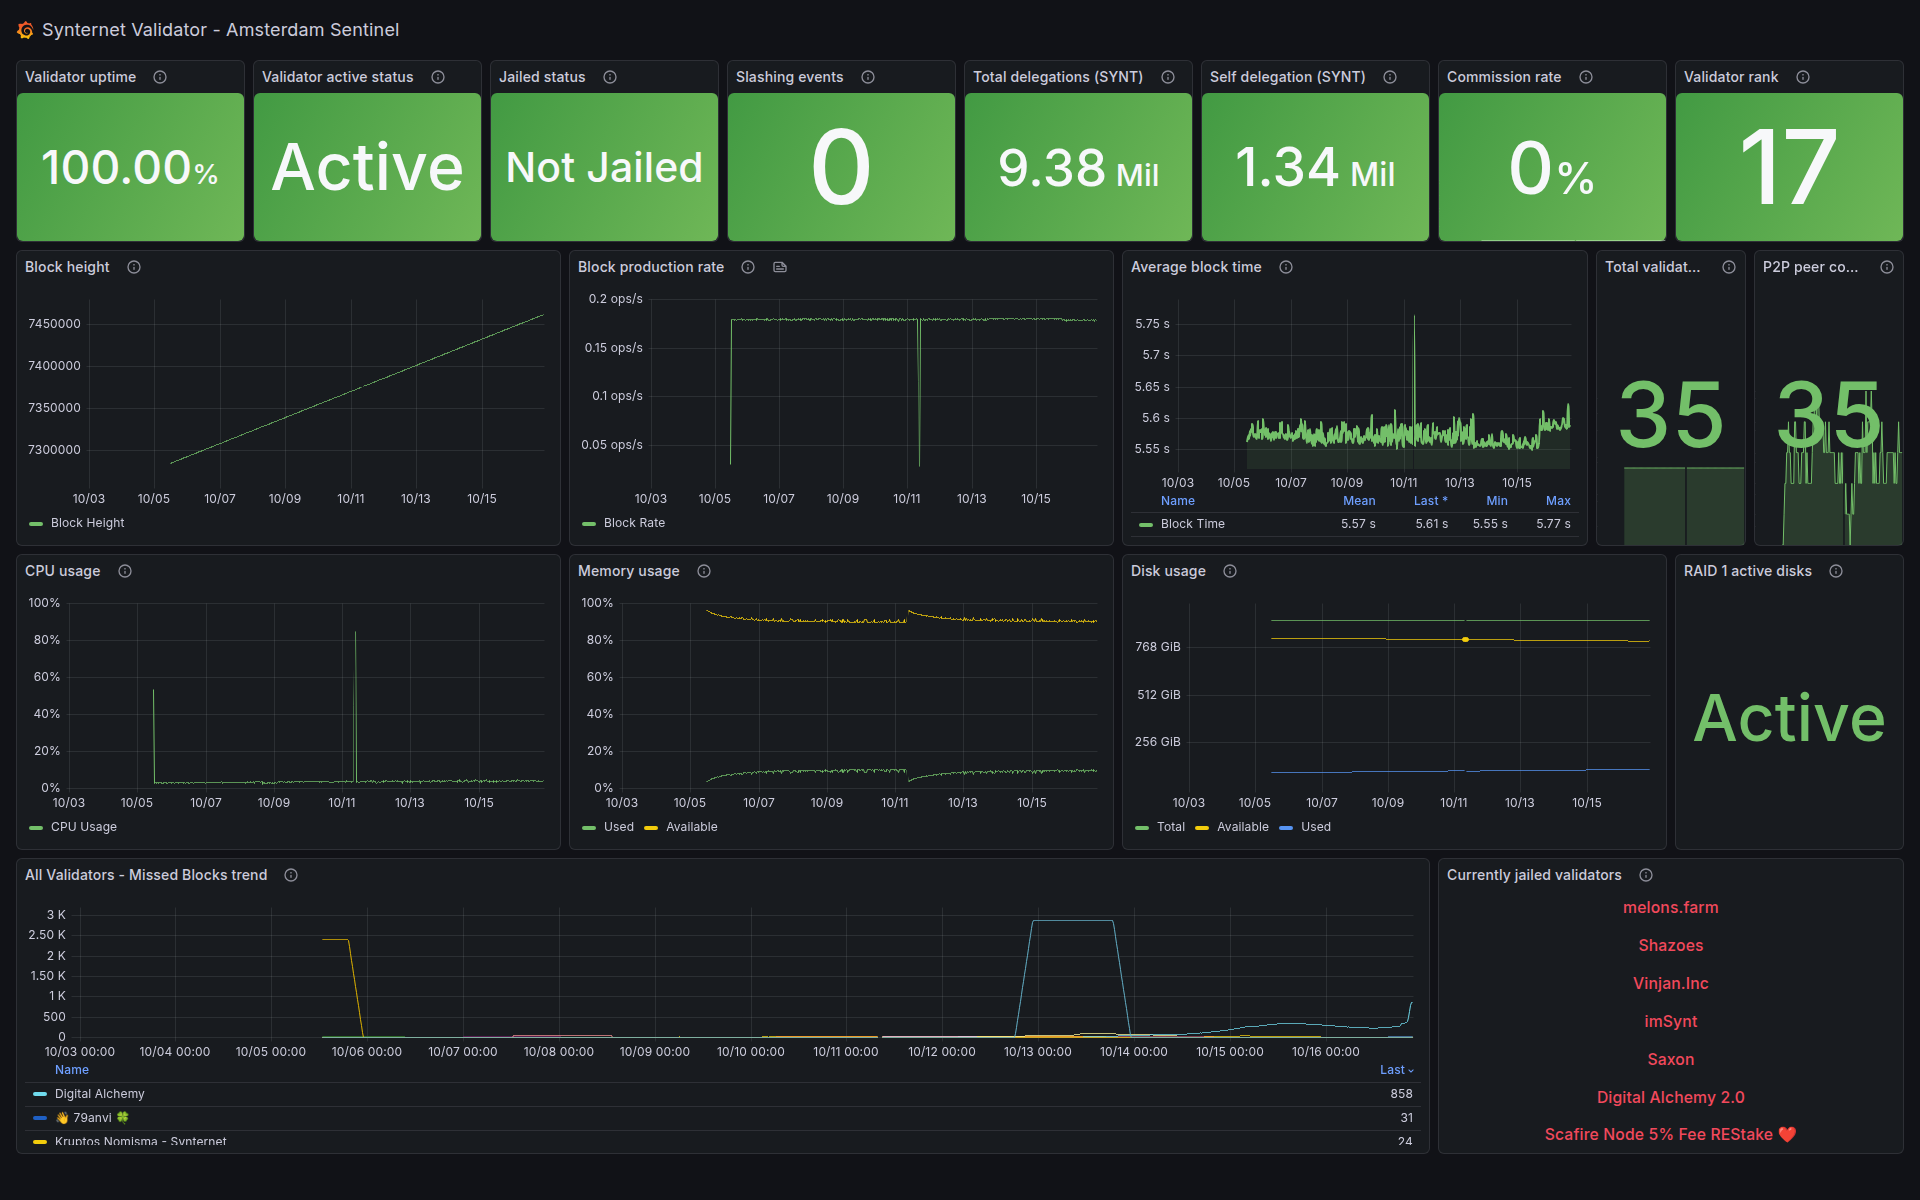 Synternet Validator - Amsterdam Sentinel
Validator uptime
100.00%
Validator active status
Active
Jailed status
Not Jailed
Slashing events
0
Total delegations (SYNT)
9.38 Mil
Self delegation (SYNT)
1.34 Mil
Commission rate
0%
Validator rank
17
Block height
7450000
7400000
7350000
7300000
10/03 10/05 10/07 10/09 10/11 10/13 10/15
Block Height
Block production rate
0.2 ops/s
0.15 ops/s
0.1 ops/s
0.05 ops/s
10/03 10/05 10/07 10/09 10/11 10/13 10/15
Block Rate
Average block time
5.75 s
5.7 s
5.65 s
5.6 s
5.55 s
10/03 10/05 10/07 10/09 10/11 10/13 10/15
Name Mean Last * Min Max
Block Time 5.57 s 5.61 s 5.55 s 5.77 s
Total validat...
35
P2P peer co...
35
CPU usage
100%
80%
60%
40%
20%
0%
10/03 10/05 10/07 10/09 10/11 10/13 10/15
CPU Usage
Memory usage
100%
80%
60%
40%
20%
0%
10/03 10/05 10/07 10/09 10/11 10/13 10/15
Used Available
Disk usage
768 GiB
512 GiB
256 GiB
10/03 10/05 10/07 10/09 10/11 10/13 10/15
Total Available Used
RAID 1 active disks
Active
All Validators - Missed Blocks trend
3 K
2.50 K
2 K
1.50 K
1 K
500
0
10/03 00:00 10/04 00:00 10/05 00:00 10/06 00:00 10/07 00:00 10/08 00:00 10/09 00:00 10/10 00:00 10/11 00:00 10/12 00:00 10/13 00:00 10/14 00:00 10/15 00:00 10/16 00:00
Name Last
Digital Alchemy 858
👋 79anvi 🍀 31
Kruptos Nomisma - Synternet 24
Currently jailed validators
melons.farm
Shazoes
Vinjan.Inc
imSynt
Saxon
Digital Alchemy 2.0
Scafire Node 5% Fee REStake ❤️